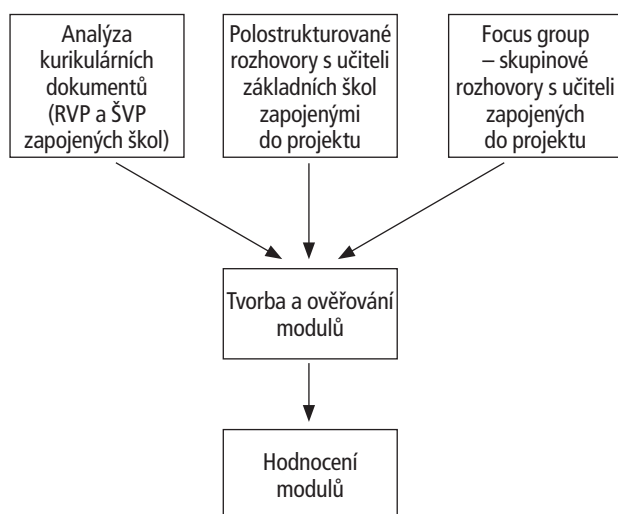 Analýza
kurikulárních
dokumentů
(RVP a ŠVP
zapojených škol)
Polostrukturované
rozhovory s učiteli
základních škol
zapojenými
do projektu
Focus group
– skupinové
rozhovory s učiteli
zapojených
do projektu
Tvorba a ověřování
modulů
Hodnocení
modulů